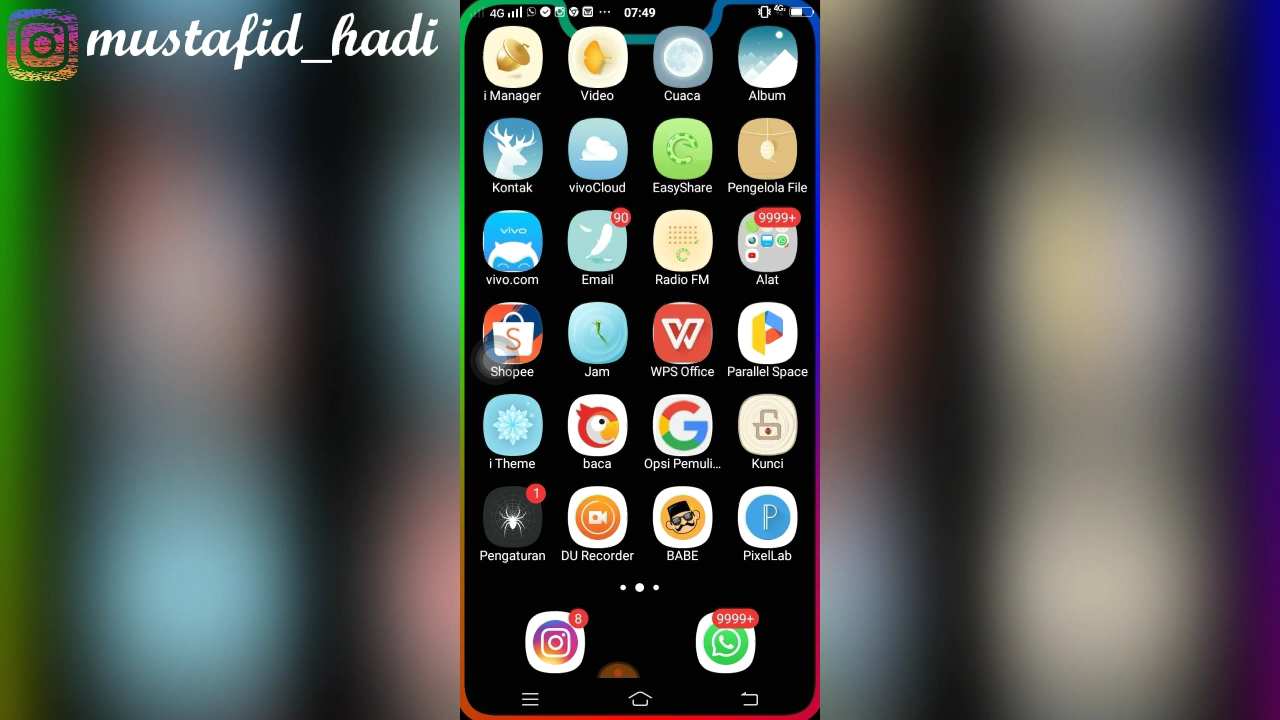 mustafid_hadi
4G 07:49 4G
i Manager Video Cuaca Album
Kontak vivoCloud EasyShare Pengelola File
90 9999+
vivo
vivo.com Email Radio FM Alat
Shopee Jam WPS Office Parallel Space
i Theme baca Opsi Pemuli... Kunci
1
Pengaturan DU Recorder BABE PixelLab
8 9999+